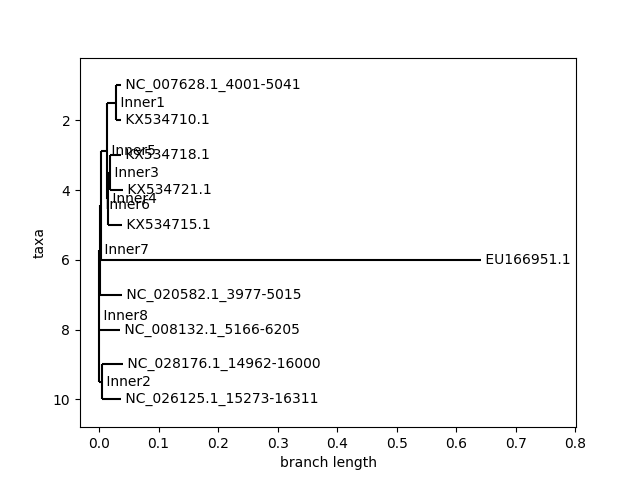 NC_007628.1_4001-5041
Inner1
2
KX534710.1
Inner5
KX534718.1
Inner3
4
KX534721.1
Inner4
Inner6
KX534715.1
taxa
Inner7
6
EU166951.1
NC_020582.1_3977-5015
Inner8
8
NC_008132.1_5166-6205
NC_028176.1_14962-16000
Inner2
10
NC_026125.1_15273-16311
0.0 0.1 0.2 0.3 0.4 0.5 0.6 0.7 0.8
branch length